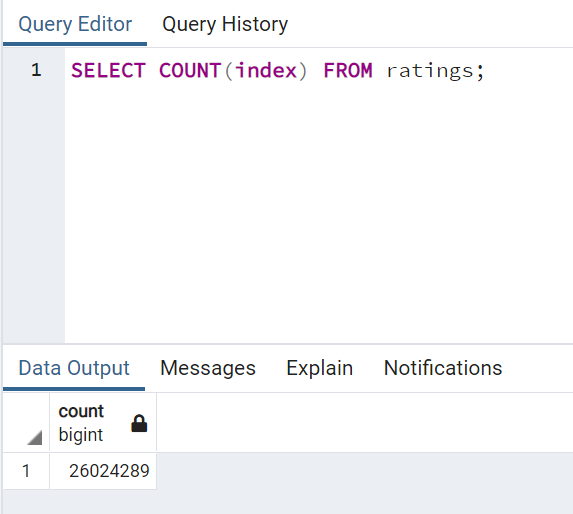 Query Editor Query History
1 SELECT COUNT(index) FROM ratings;
Data Output Messages Explain Notifications
count
bigint
1 26024289